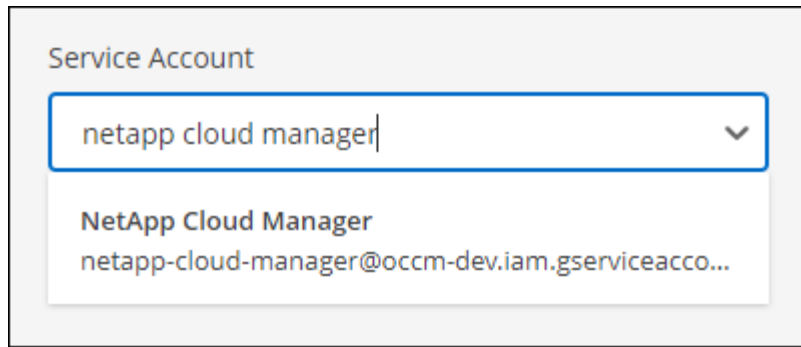 Service Account
netapp cloud manager
NetApp Cloud Manager
netapp-cloud-manager@occm-dev.iam.gserviceacco...